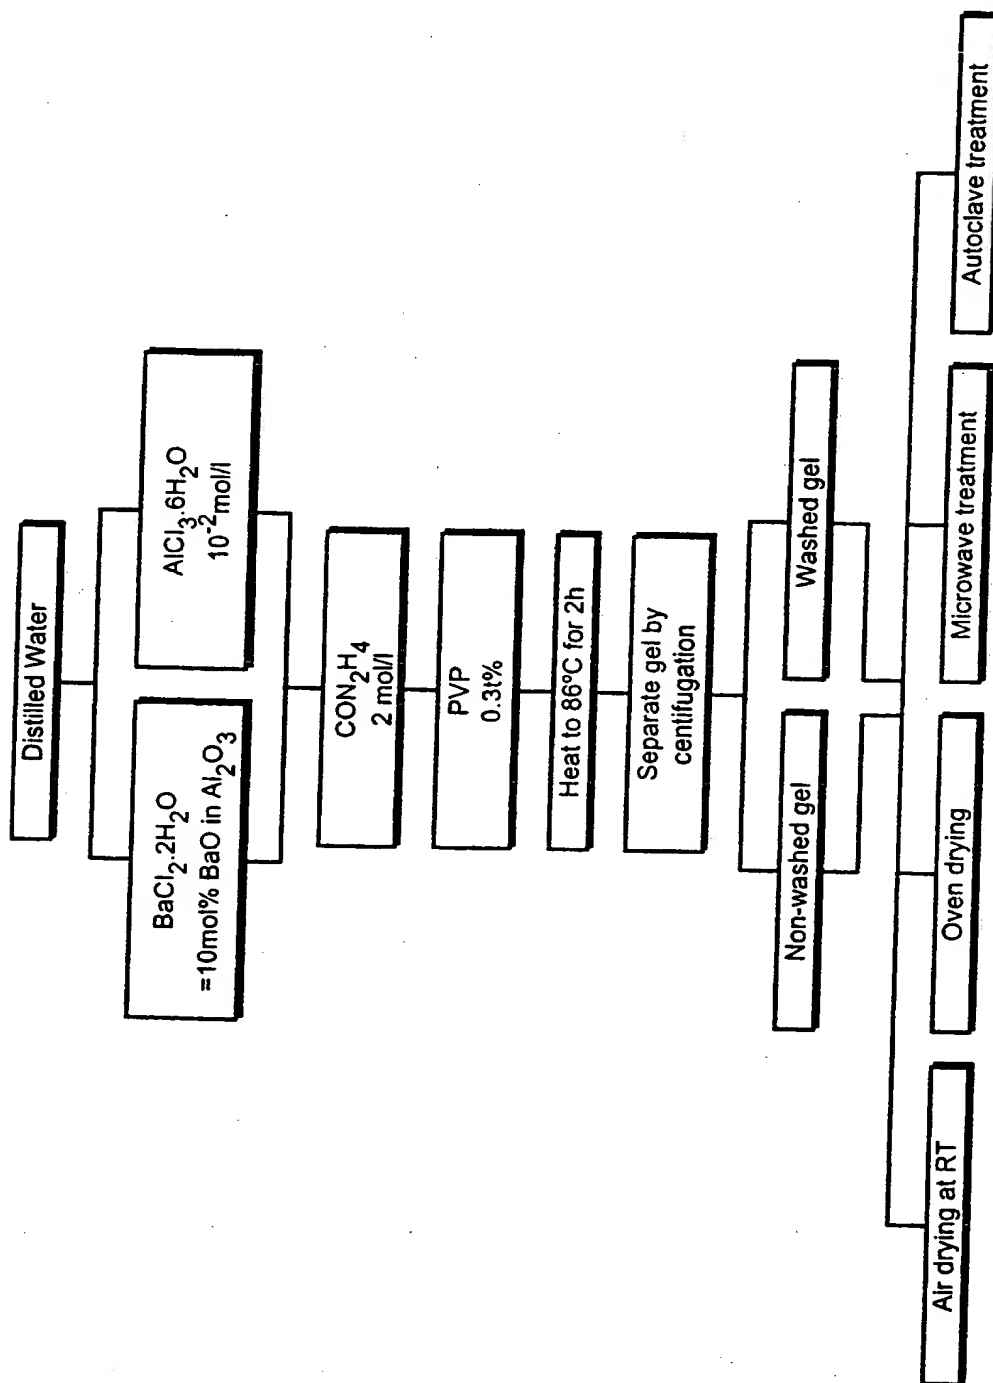 Distilled Water
BaCl₂.2H₂O
=10mol% BaO in Al₂O₃
AlCl₃.6H₂O
10⁻²mol/l
CON₂H₄
2 mol/l
PVP
0.3t%
Heat to 86°C for 2h
Separate gel by
centifugation
Non-washed gel
Washed gel
Air drying at RT
Oven drying
Microwave treatment
Autoclave treatment